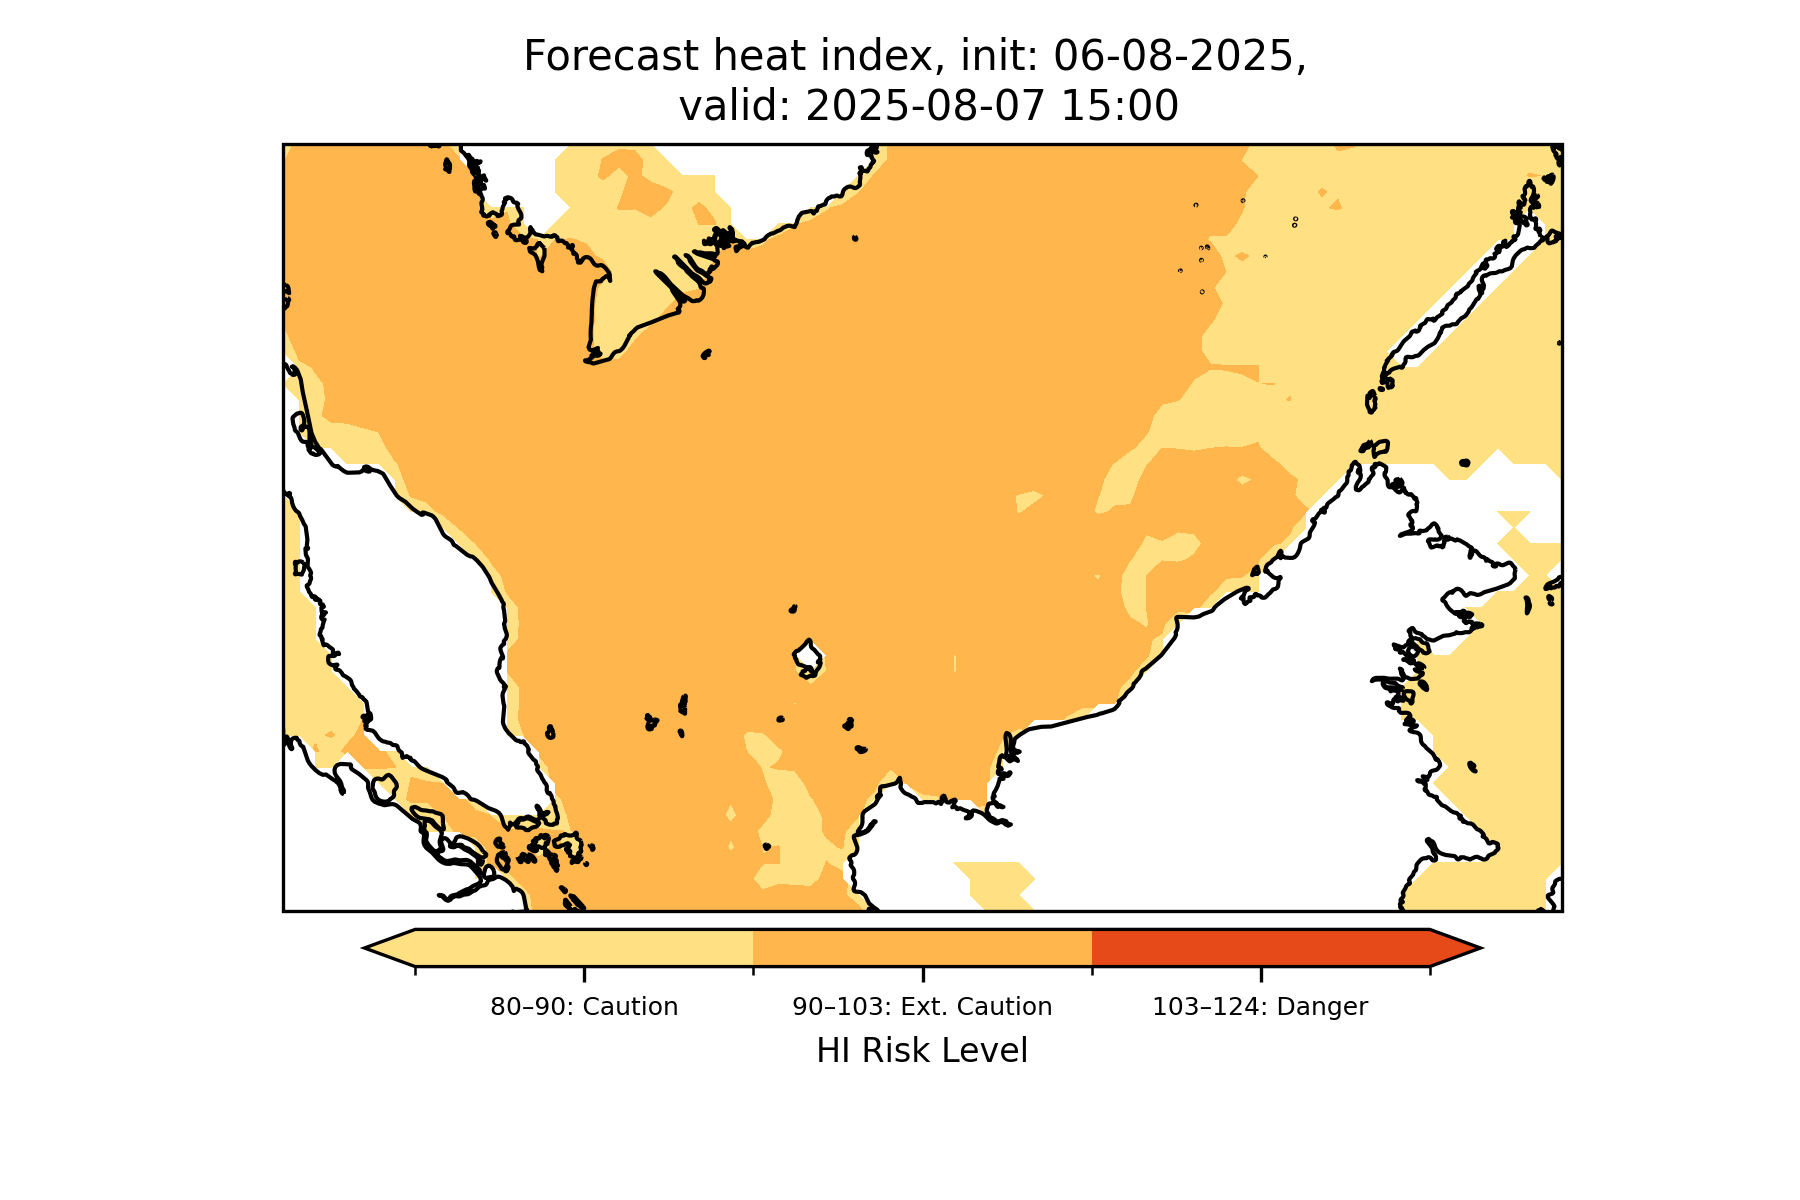 Forecast heat index, init: 06-08-2025,
valid: 2025-08-07 15:00
80–90: Caution
90–103: Ext. Caution
103–124: Danger
HI Risk Level